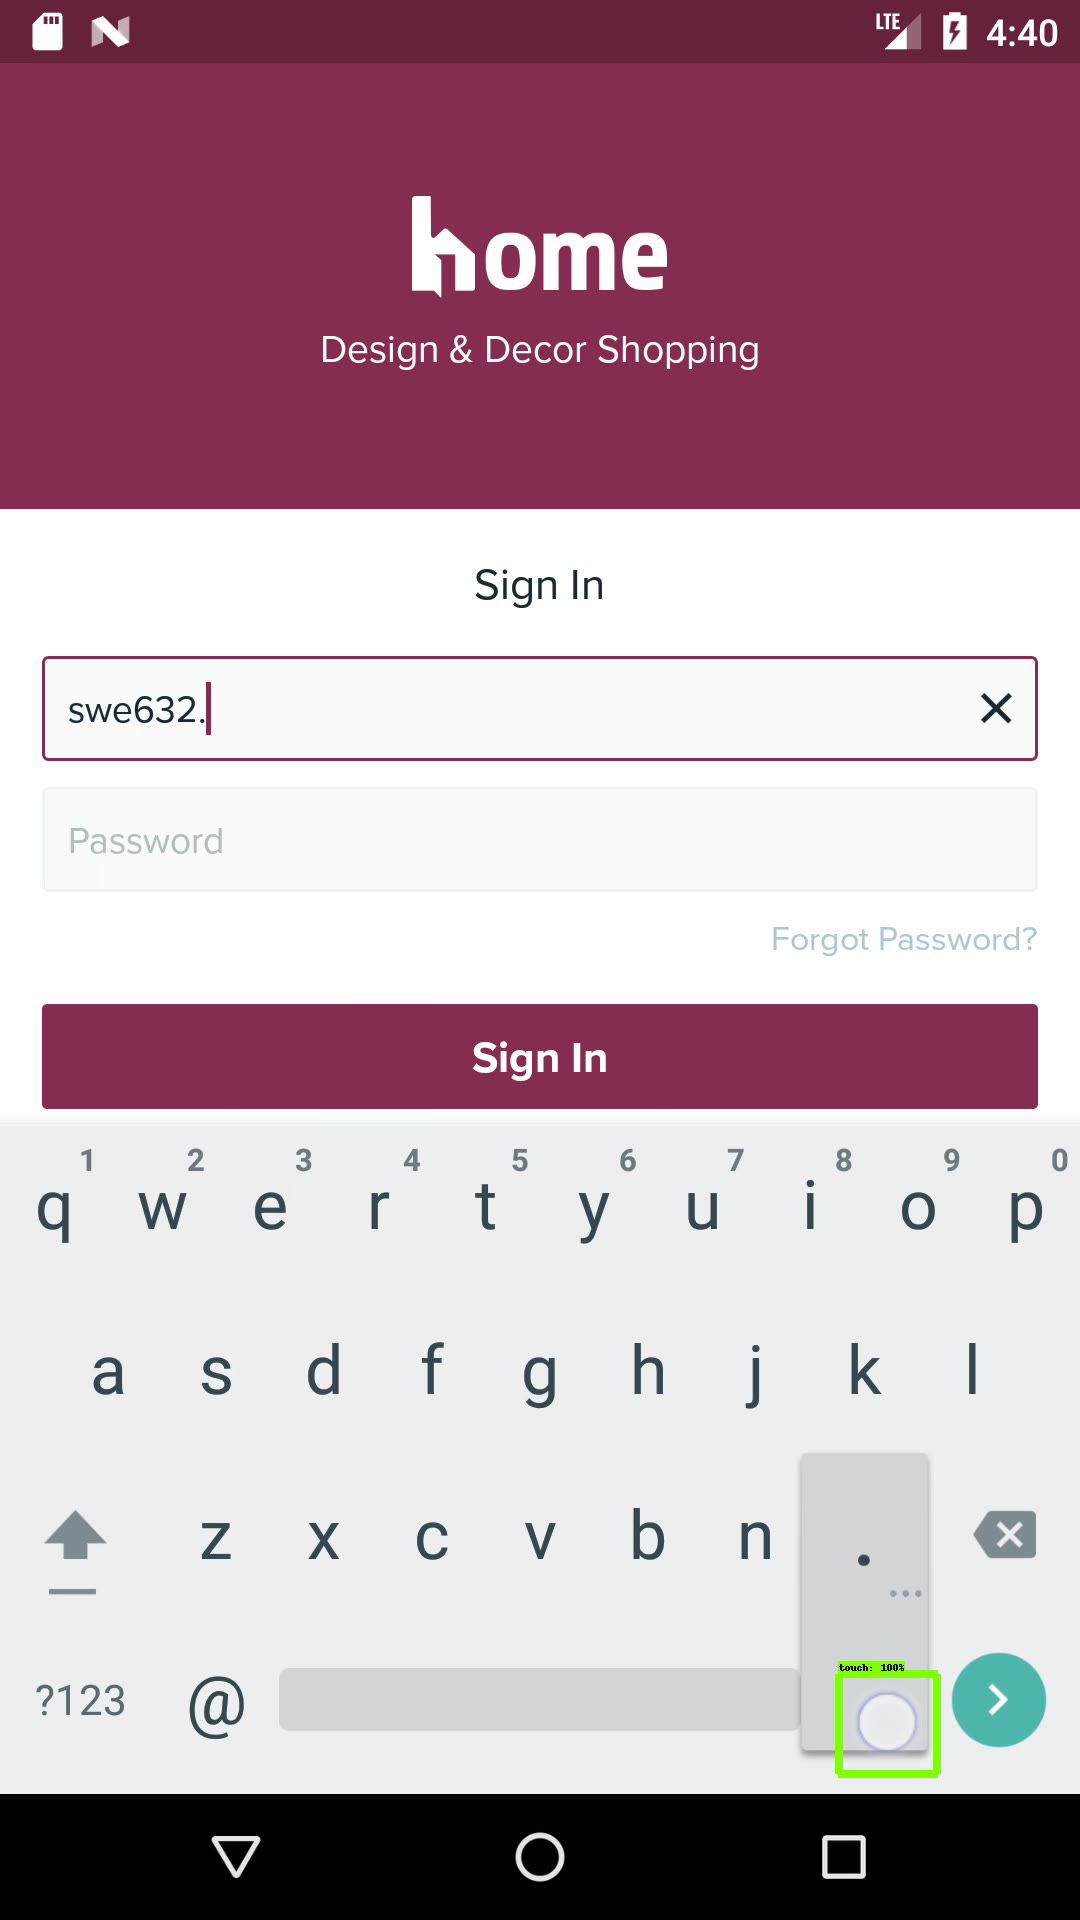 LTE 4:40
home
Design & Decor Shopping
Sign In
swe632.
Password
Forgot Password?
Sign In
1 2 3 4 5 6 7 8 9 0
q w e r t y u i o p
a s d f g h j k l
z x c v b n .
...
touch: 100%
?123 @